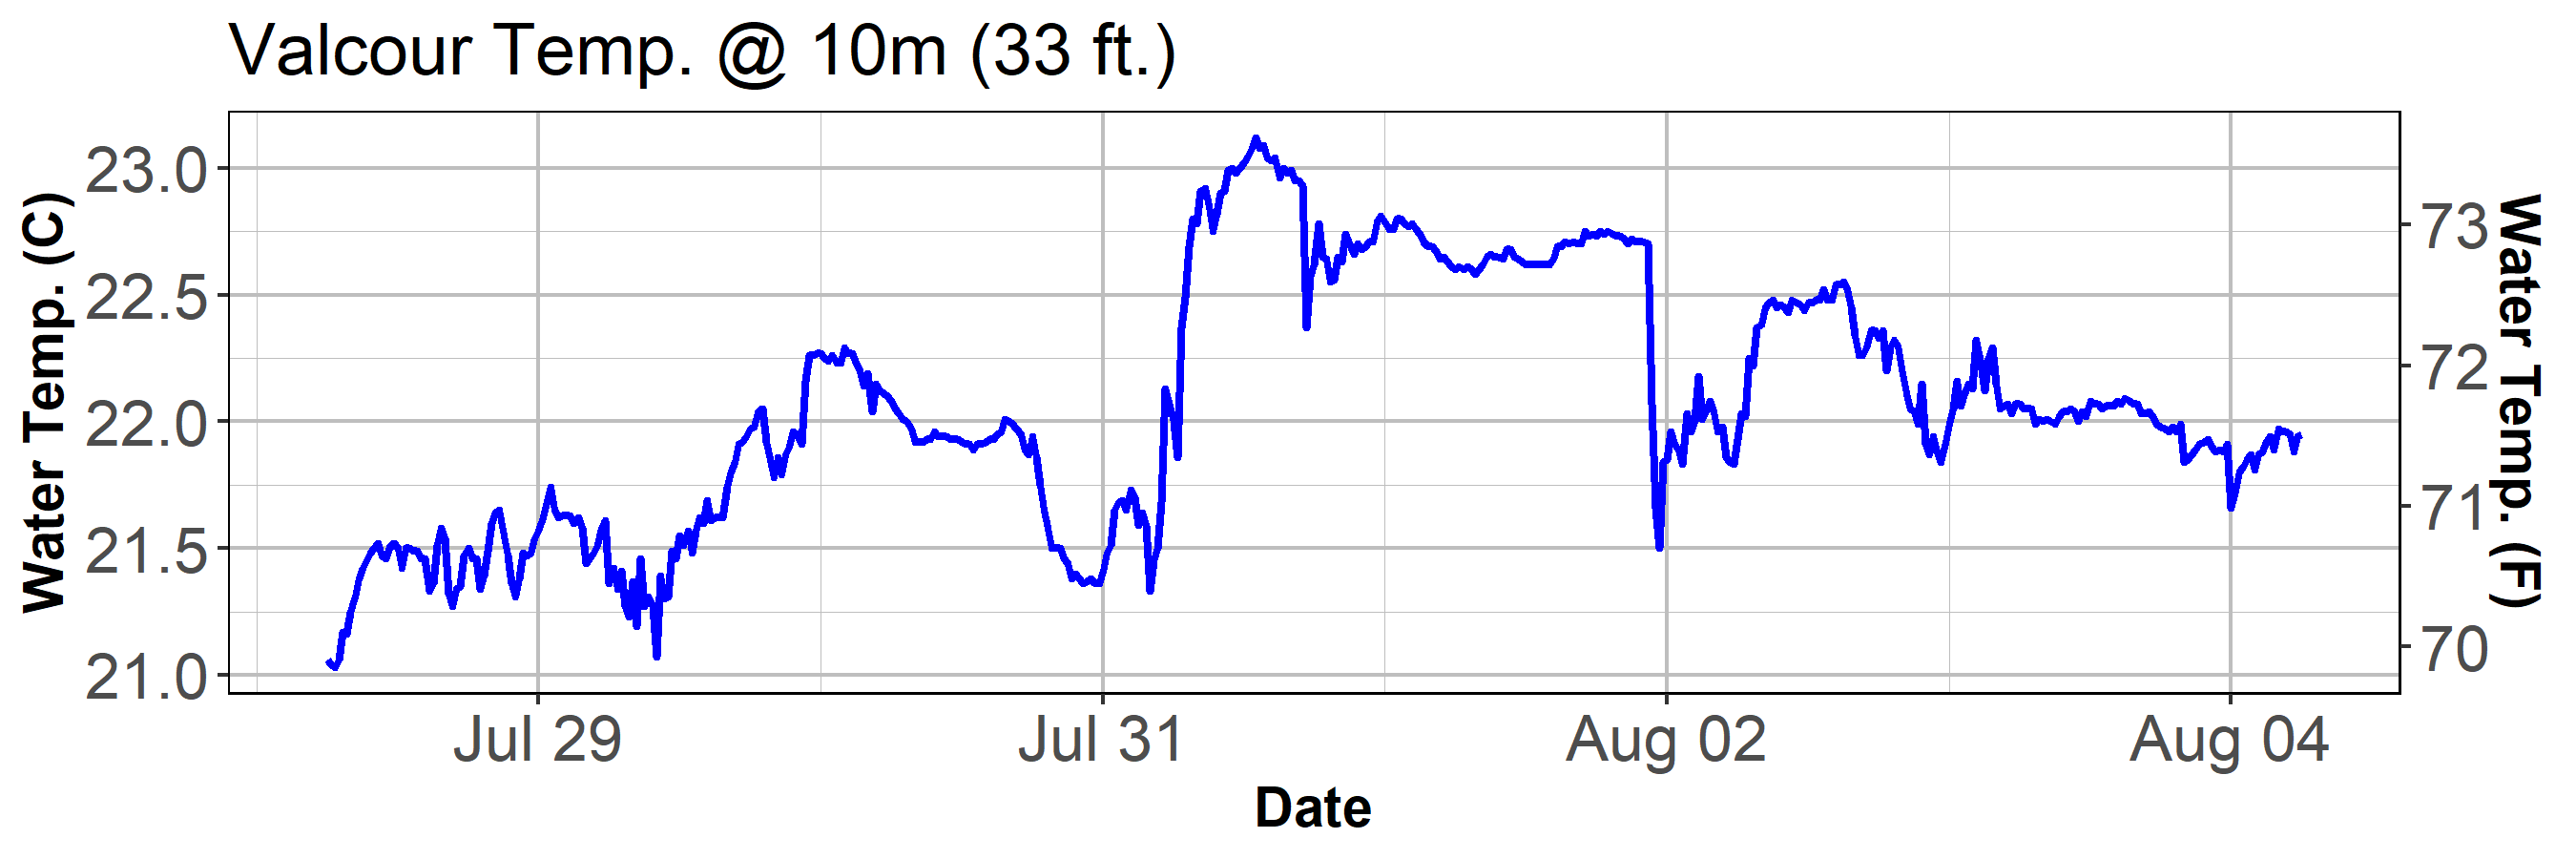 Valcour Temp. @ 10m (33 ft.)
Water Temp. (C)
23.0
22.5
22.0
21.5
21.0
73
72
71
70
Water Temp. (F)
Jul 29
Jul 31
Aug 02
Aug 04
Date